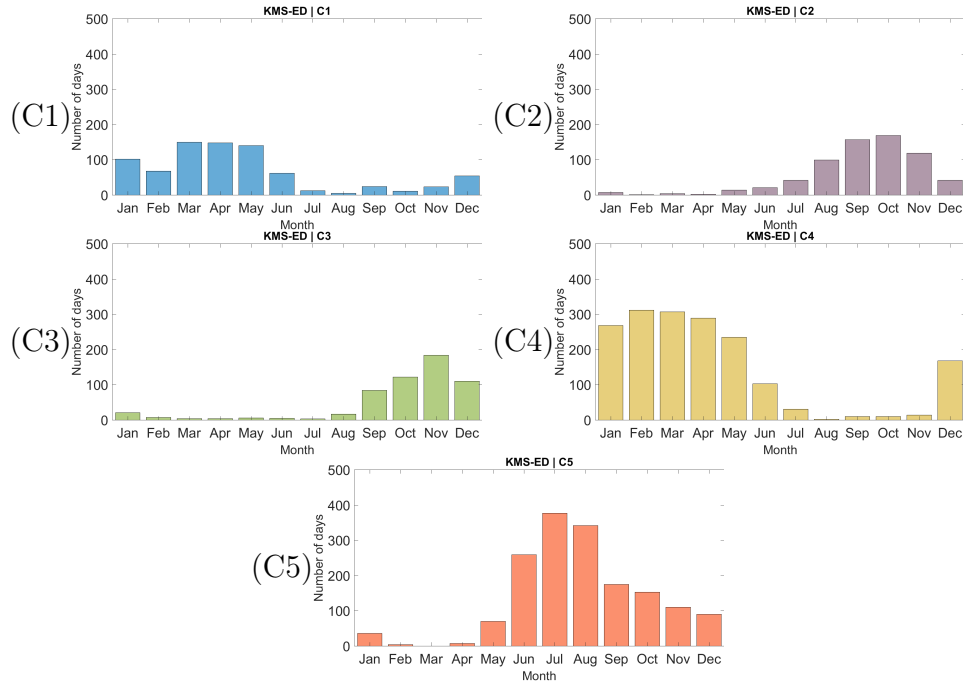 KMS-ED | C1
(C1)
Number of days
500
400
300
200
100
0
Jan Feb Mar Apr May Jun Jul Aug Sep Oct Nov Dec
Month
KMS-ED | C2
(C2)
Number of days
500
400
300
200
100
0
Jan Feb Mar Apr May Jun Jul Aug Sep Oct Nov Dec
Month
KMS-ED | C3
(C3)
Number of days
500
400
300
200
100
0
Jan Feb Mar Apr May Jun Jul Aug Sep Oct Nov Dec
Month
KMS-ED | C4
(C4)
Number of days
500
400
300
200
100
0
Jan Feb Mar Apr May Jun Jul Aug Sep Oct Nov Dec
Month
KMS-ED | C5
(C5)
Number of days
500
400
300
200
100
0
Jan Feb Mar Apr May Jun Jul Aug Sep Oct Nov Dec
Month